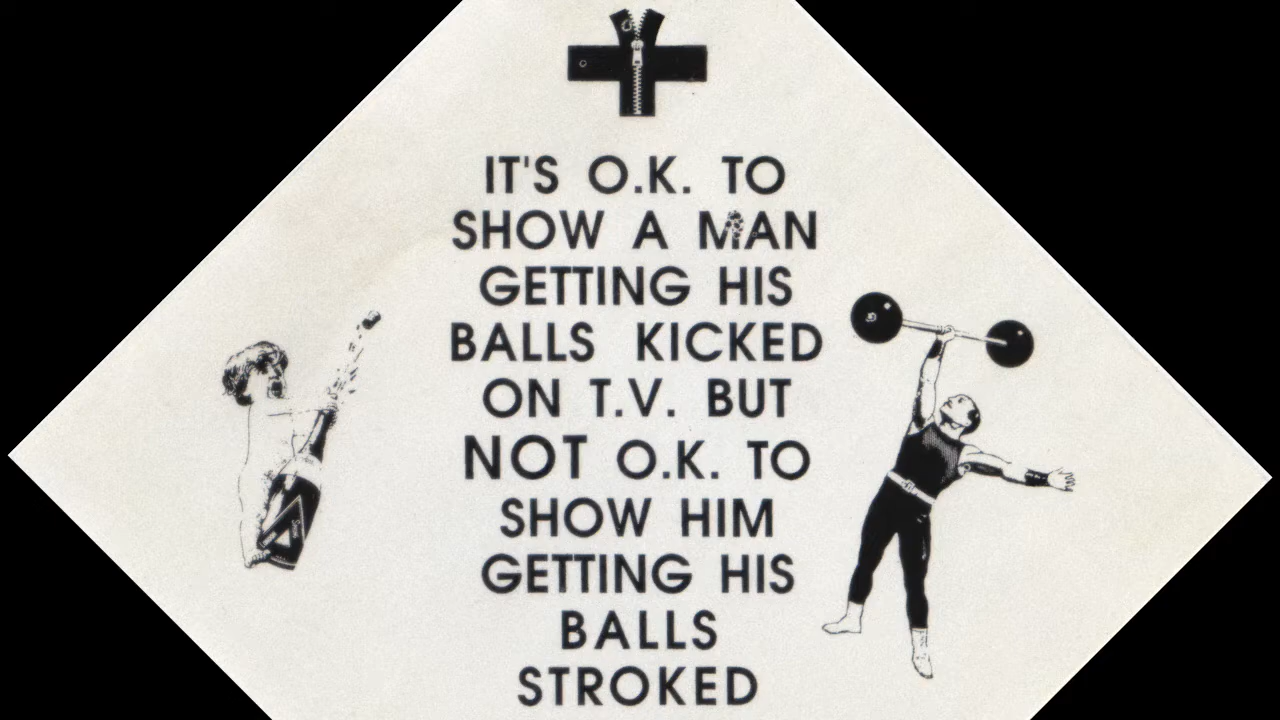 IT'S O.K. TO
SHOW A MAN
GETTING HIS
BALLS KICKED
ON T.V. BUT
NOT O.K. TO
SHOW HIM
GETTING HIS
BALLS
STROKED